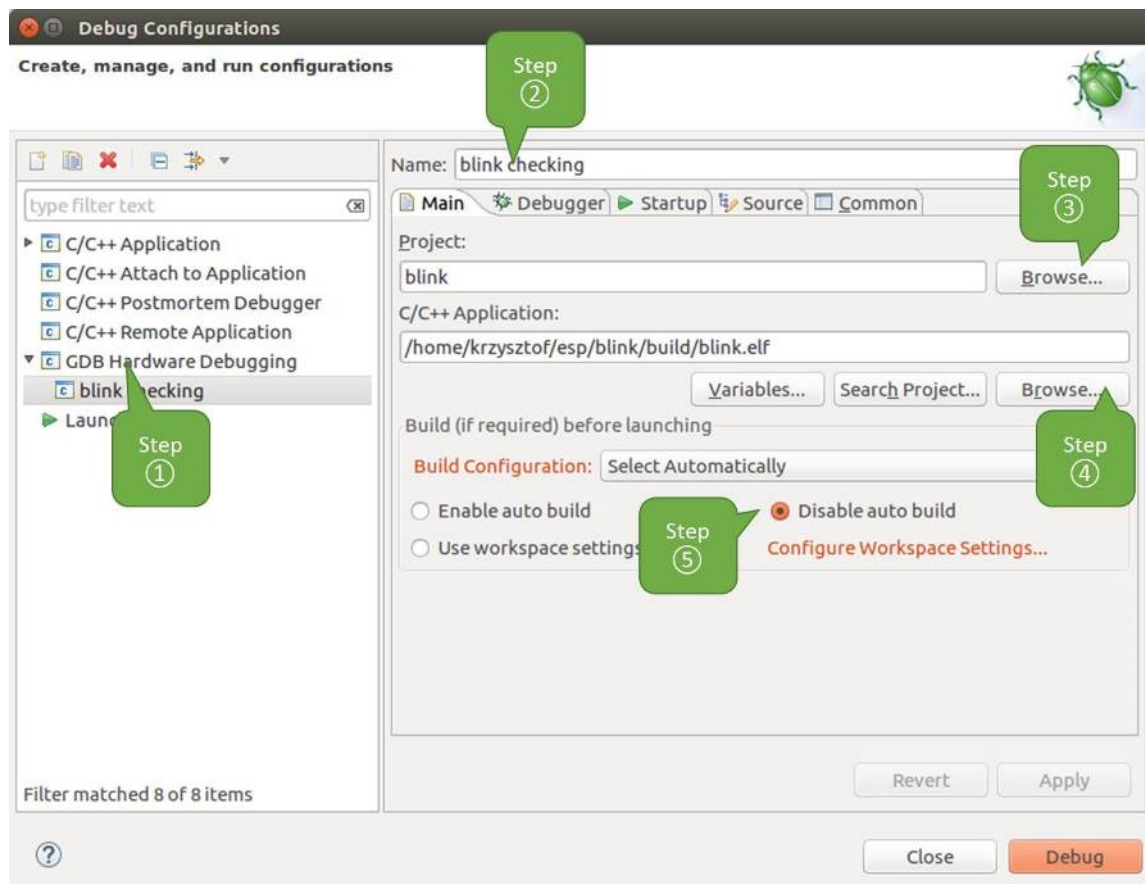 Debug Configurations
Create, manage, and run configurations
Step
②
type filter text
C/C++ Application
C/C++ Attach to Application
C/C++ Postmortem Debugger
C/C++ Remote Application
GDB Hardware Debugging
blink checking
Step
①
Filter matched 8 of 8 items
Name: blink checking
Main
Debugger
Startup
Source
Common
Step
③
Project:
blink
Browse...
C/C++ Application:
/home/krzysztof/esp/blink/build/blink.elf
Variables...
Search Project...
Browse...
Step
④
Build (if required) before launching
Build Configuration: Select Automatically
Enable auto build
Disable auto build
Step
⑤
Use workspace settings
Configure Workspace Settings...
Revert
Apply
Close
Debug